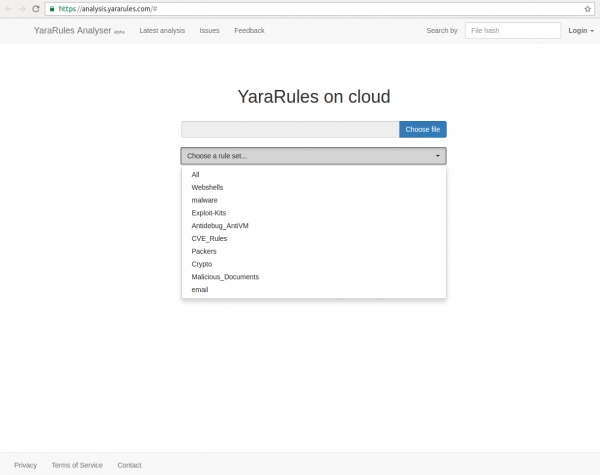 https://analysis.yararules.com/#
YaraRules Analyser alpha Latest analysis Issues Feedback Search by File hash Login
YaraRules on cloud
Choose file
Choose a rule set...
All
Webshells
malware
Exploit-Kits
Antidebug_AntiVM
CVE_Rules
Packers
Crypto
Malicious_Documents
email
Privacy Terms of Service Contact